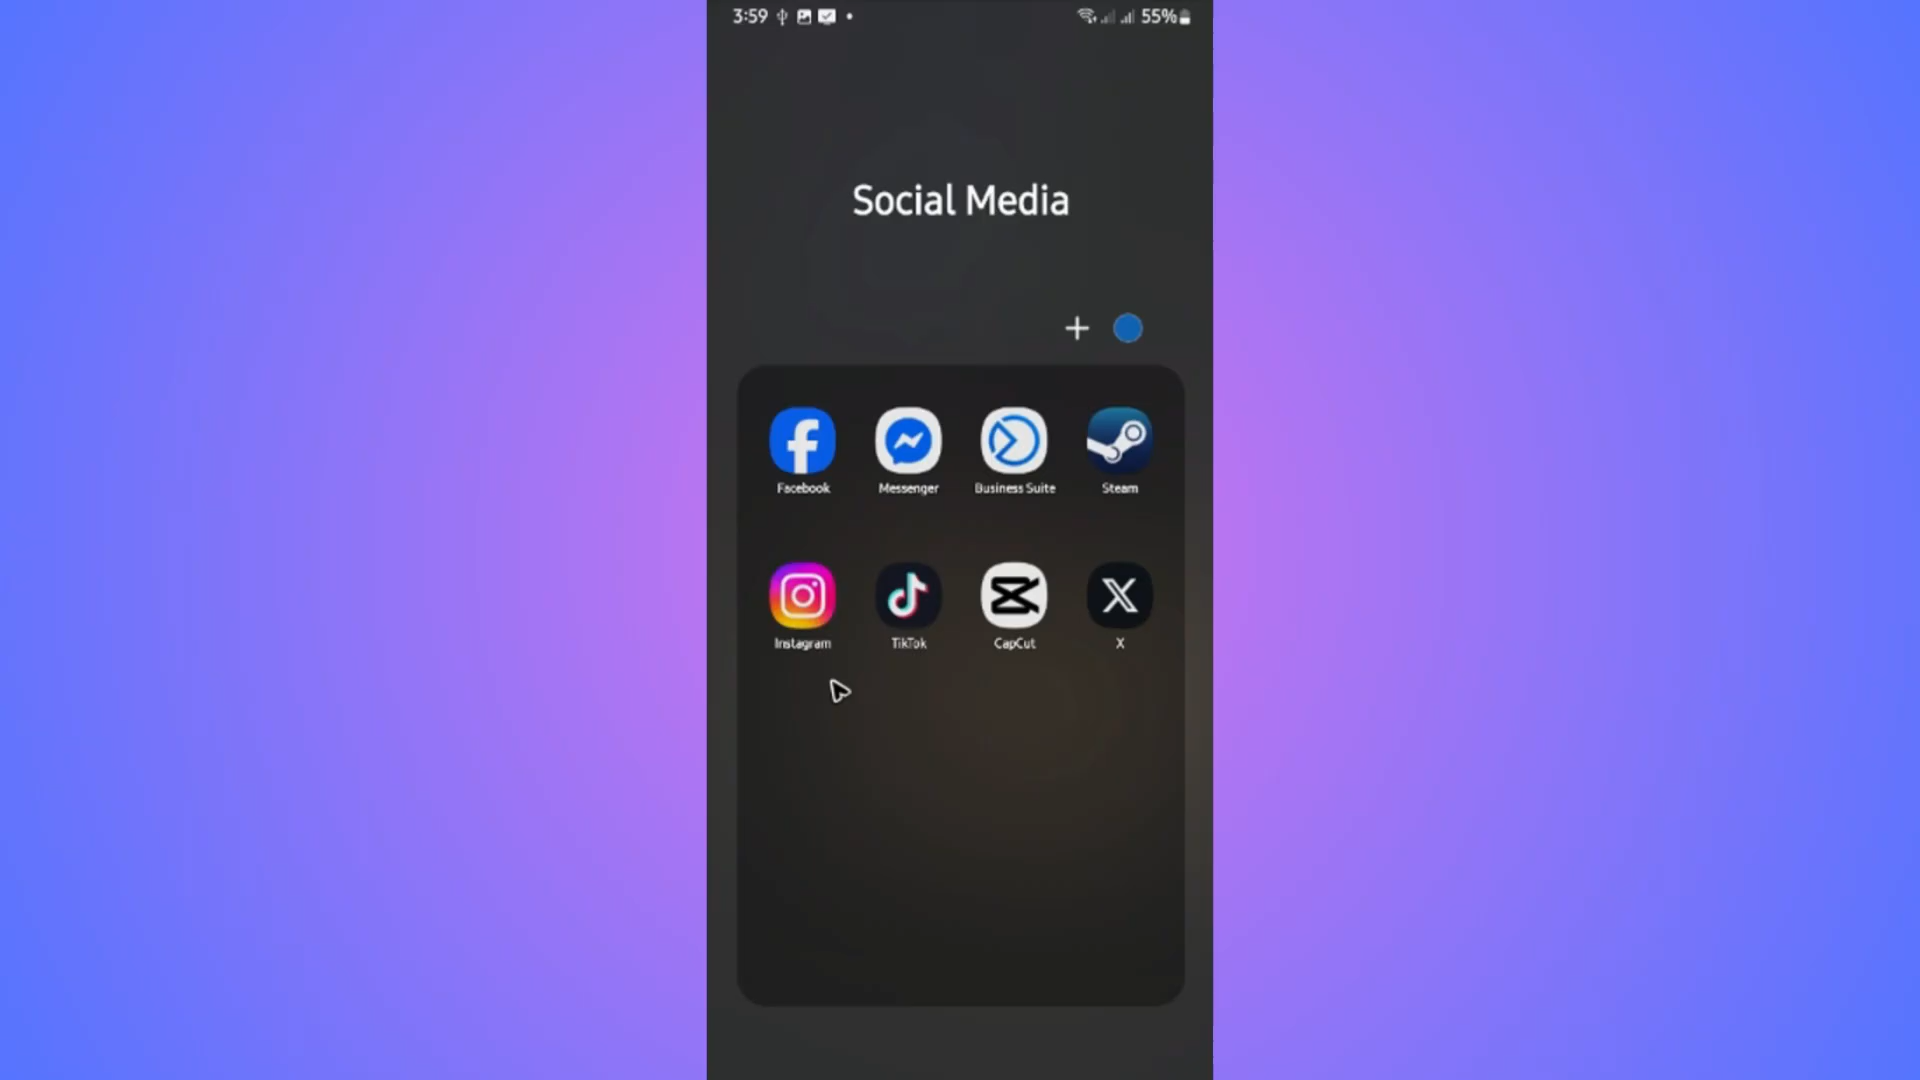 3:59 55%
Social Media
Facebook Messenger Business Suite Steam
Instagram TikTok CapCut X